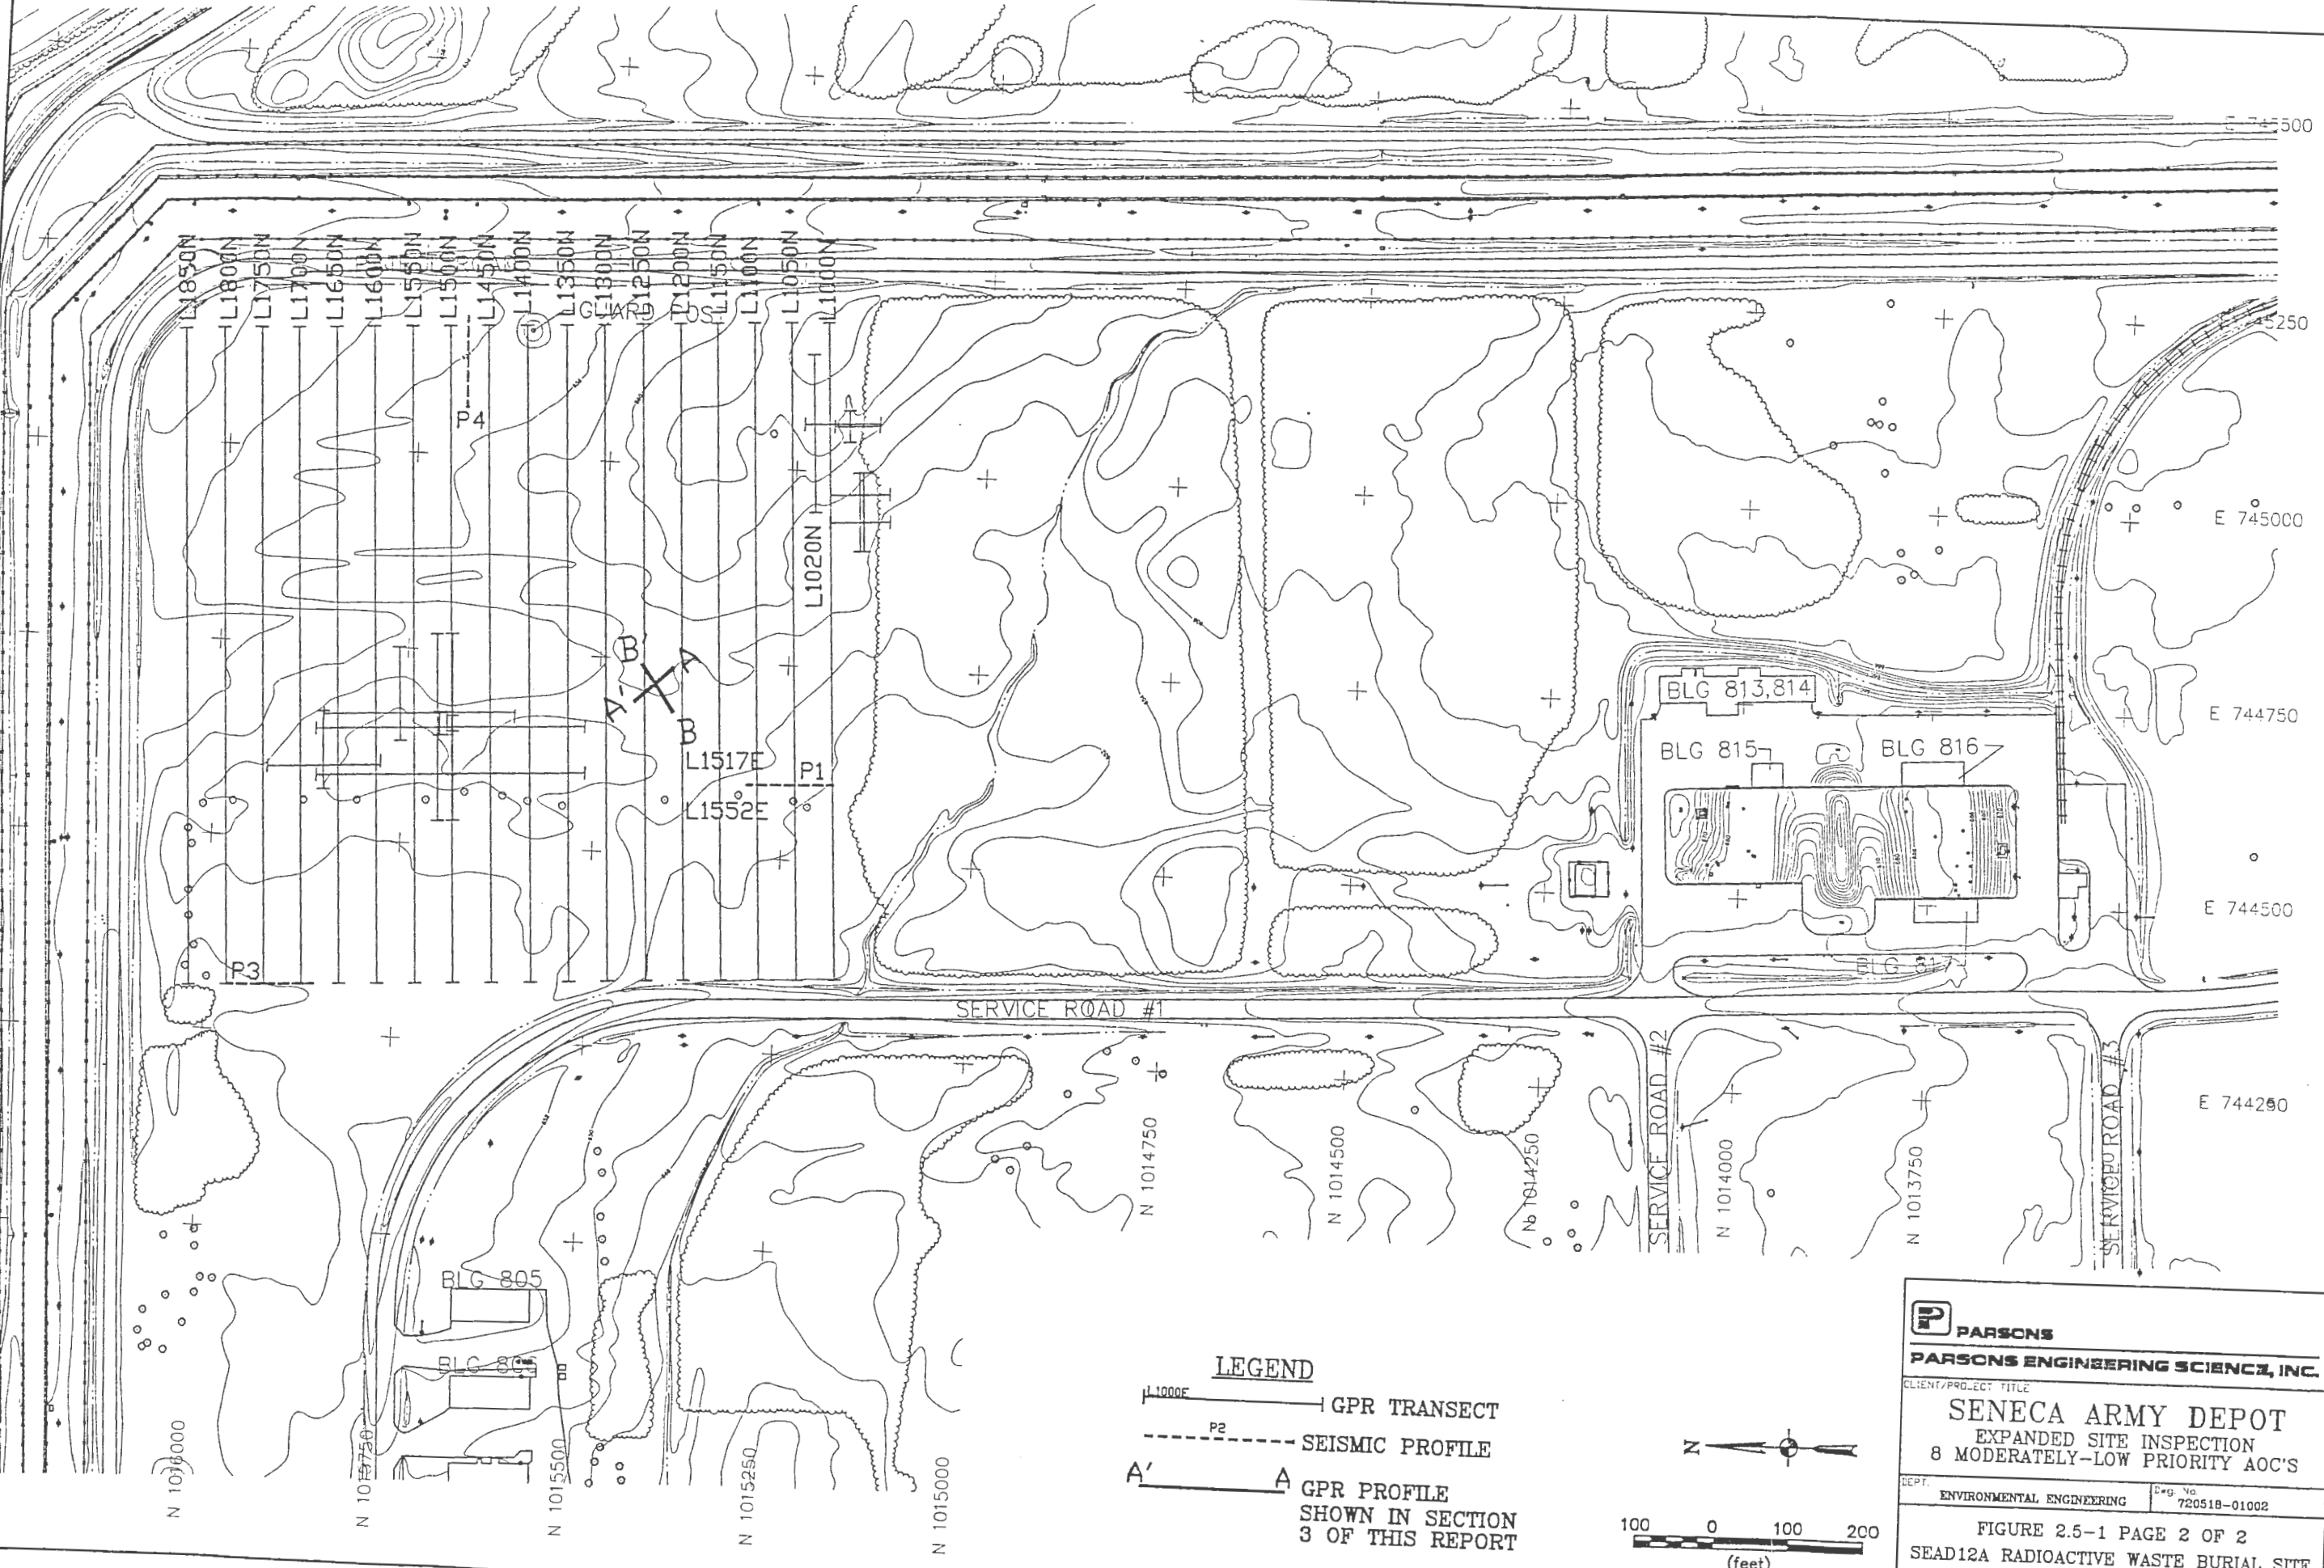 L1850N
L1800N
L1750N
L1700N
L1650N
L1600N
L1550N
L1500N
L1450N
L1400N
L1350N
L1300N
L1250N
L1200N
L1150N
L1100N
L1050N
L1000N
GUARD POST
P4
L1020N
B'
A
A'
B
L1517E
P1
L1552E
P3
E 745500
E 745250
E 745000
E 744750
E 744500
E 744250
BLG 813,814
BLG 815
BLG 816
BLG 817
SERVICE ROAD #1
SERVICE ROAD #2
SERVICE ROAD #3
BLG 805
BLG 806
N 1016000
N 1015750
N 1015500
N 1015250
N 1015000
N 1014750
N 1014500
N 1014250
N 1014000
N 1013750
LEGEND
L1000E
GPR TRANSECT
P2
SEISMIC PROFILE
A' A
GPR PROFILE
SHOWN IN SECTION
3 OF THIS REPORT
N
100 0 100 200
(feet)
PARSONS
PARSONS ENGINEERING SCIENCE, INC.
CLIENT/PROJECT TITLE
SENECA ARMY DEPOT
EXPANDED SITE INSPECTION
8 MODERATELY-LOW PRIORITY AOC'S
DEPT.
ENVIRONMENTAL ENGINEERING
Dwg. No.
720518-01002
FIGURE 2.5-1 PAGE 2 OF 2
SEAD12A RADIOACTIVE WASTE BURIAL SITE